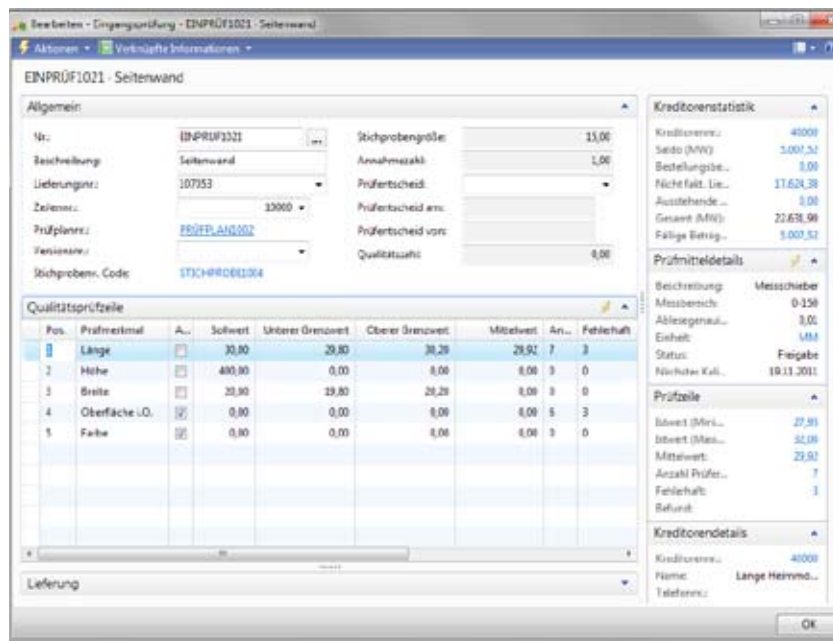 Bearbeiten - Eingangsprüfung - EINPRÜF1021 · Seitenwand
Aktionen Verknüpfte Informationen
EINPRÜF1021 · Seitenwand
Allgemein
Nr.: EINPRÜF1021 ... Stichprobengröße: 15,00
Beschreibung: Seitenwand Annahmezahl: 1,00
Lieferungsnr.: 107353 Prüfentscheid:
Zeilennr.: 10000 Prüfentscheid am:
Prüfplannr.: PRÜFPLAN1002 Prüfentscheid von:
Versionsnr.: Qualitätszahl: 0,00
Stichprobenv. Code: STICHPROBE1004
Qualitätsprüfzeile
Pos. Prüfmerkmal A... Sollwert Unterer Grenzwert Oberer Grenzwert Mittelwert An... Fehlerhaft
1 Länge 30,00 29,80 30,20 29,92 7 3
2 Höhe 400,00 0,00 0,00 0,00 3 0
3 Breite 20,00 19,80 20,20 0,00 3 0
4 Oberfläche i.O. 0,00 0,00 0,00 0,00 6 3
5 Farbe 0,00 0,00 0,00 0,00 3 0
Lieferung
Kreditorenstatistik
Kreditorennr.: 40000
Saldo (MW): 5.007,52
Bestellungsbe... 0,00
Nicht fakt. Lie... 17.624,38
Ausstehende ... 0,00
Gesamt (MW): 22.631,90
Fällige Beträg... 5.007,52
Prüfmitteldetails
Beschreibung: Messschieber
Messbereich: 0-150
Ablesegenaui... 0,01
Einheit: MM
Status: Freigabe
Nächster Kali... 19.11.2011
Prüfzeile
Istwert (Mini... 27,95
Istwert (Maxi... 32,00
Mittelwert: 29,92
Anzahl Prüfer... 7
Fehlerhaft: 3
Befund:
Kreditorendetails
Kreditorennr.: 40000
Name: Lange Heimmö...
Telefonnr.:
OK